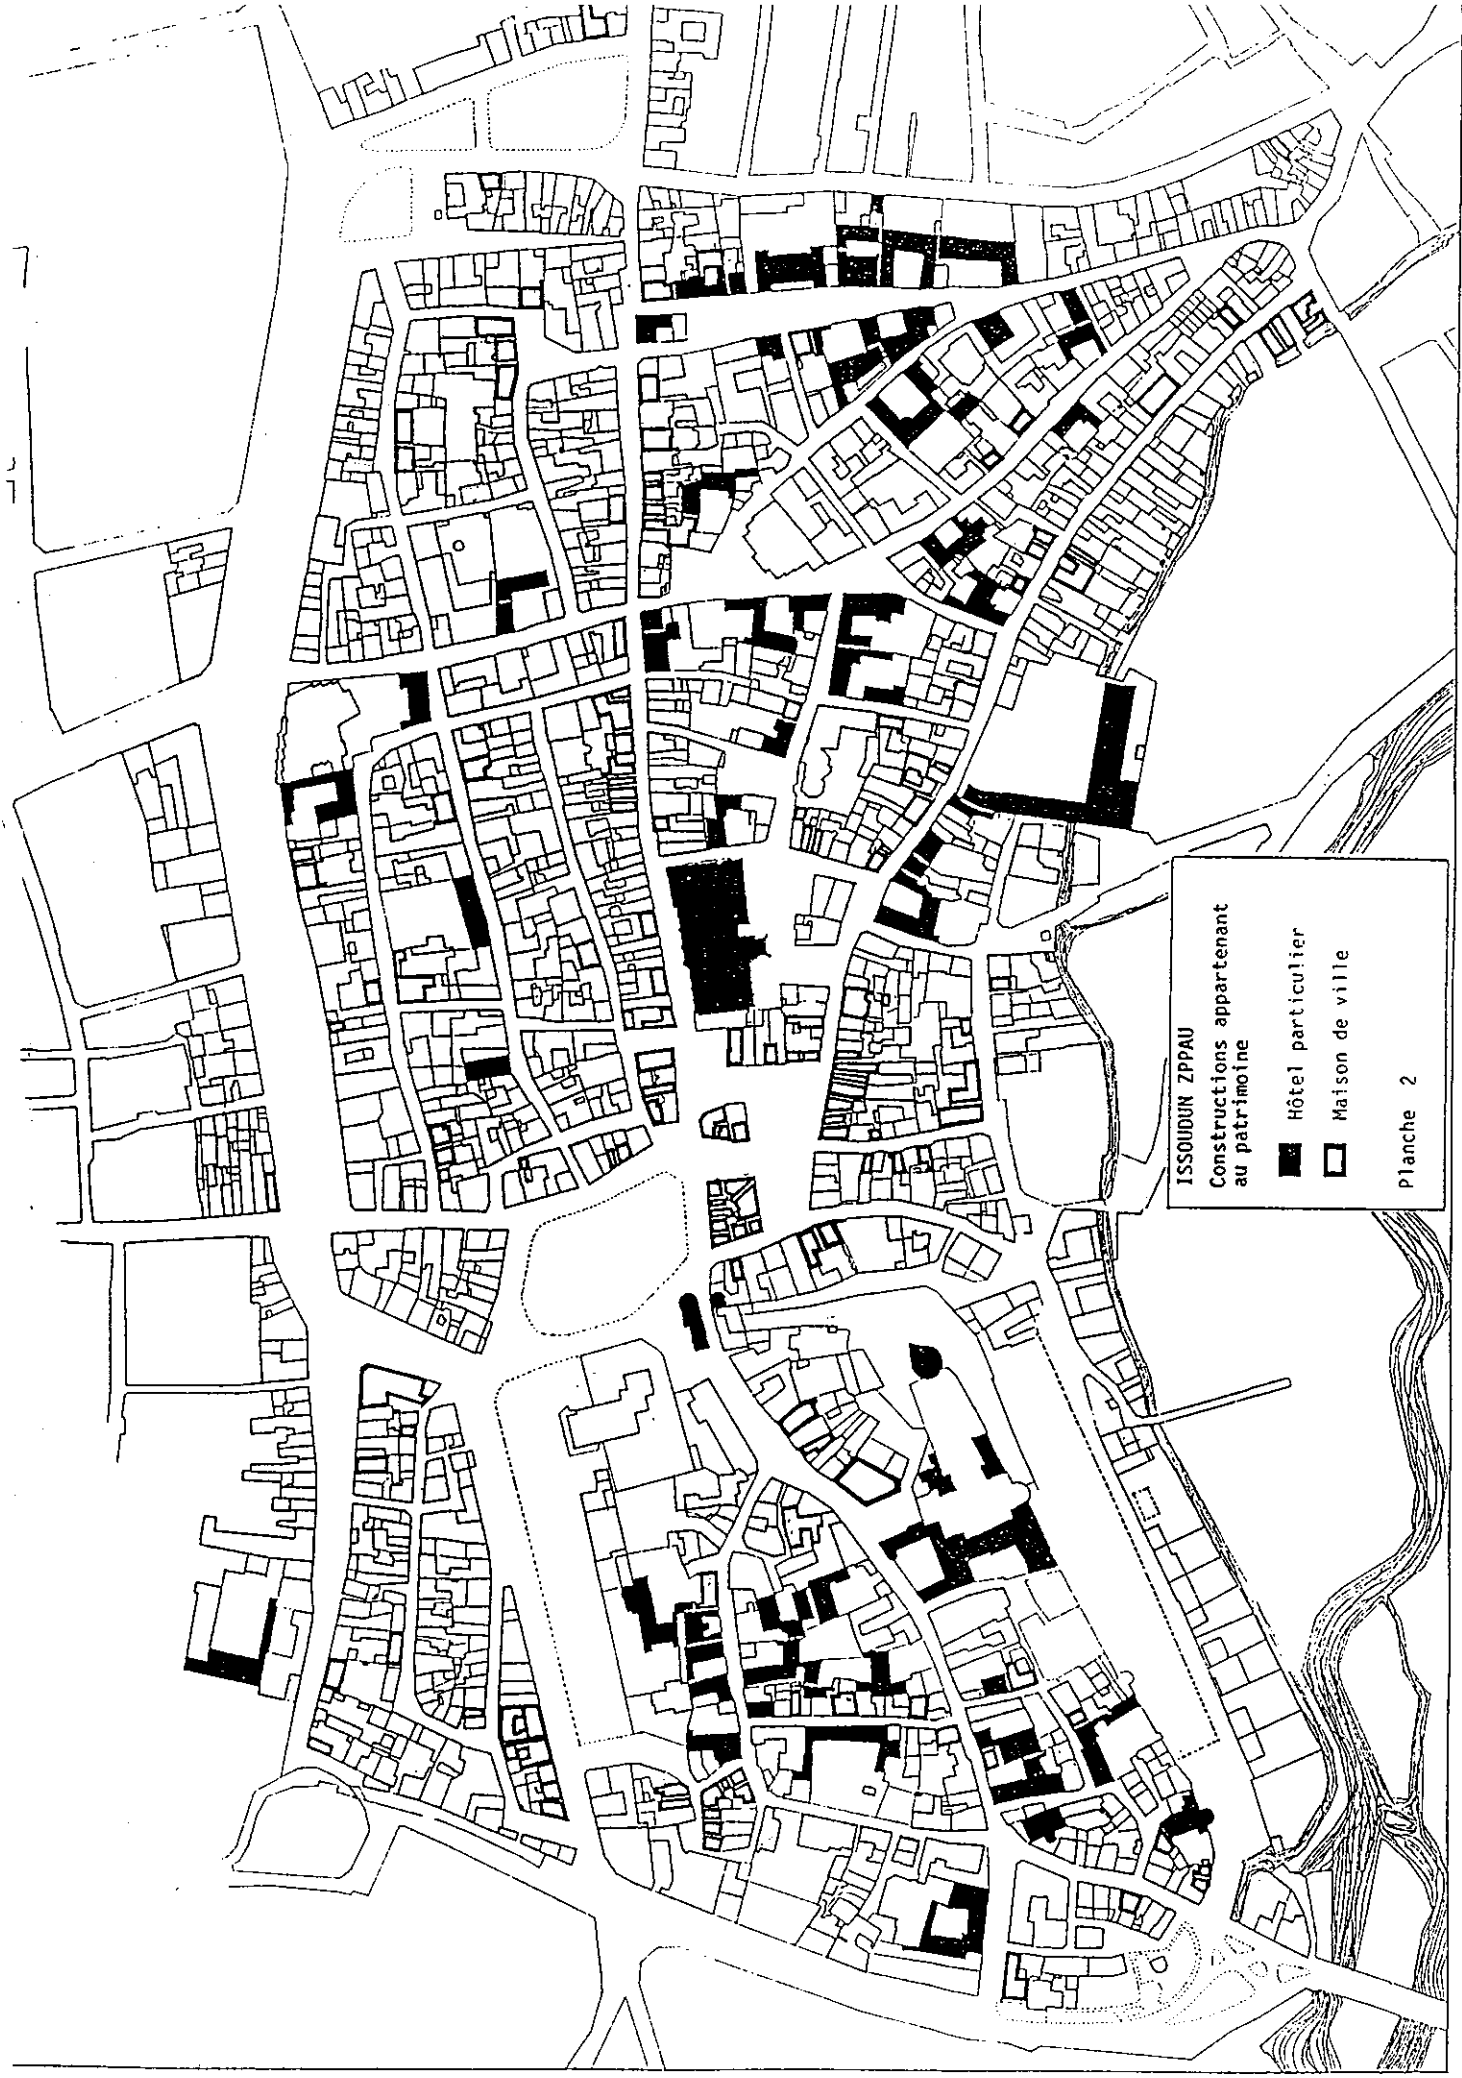 ISSOUDUN ZPPAU
Constructions appartenant
au patrimoine
Hôtel particulier
Maison de ville
Planche 2